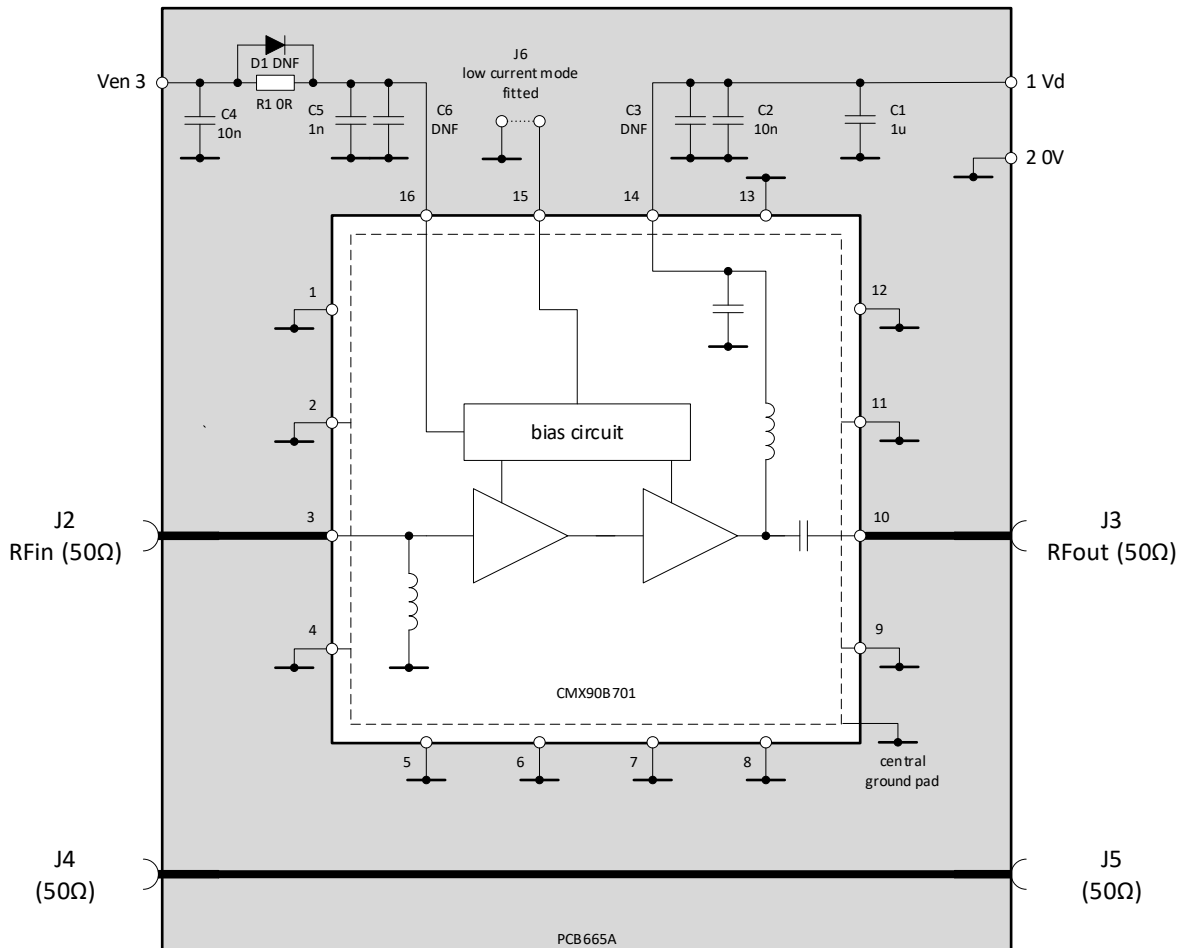 J6
low current mode
fitted
D1 DNF
Ven 3
1 Vd
R1 0R
C4
10n
C5
1n
C6
DNF
C3
DNF
C2
10n
C1
1u
2 0V
16
15
14
13
1
12
2
11
bias circuit
J2
RFin (50Ω)
3
10
J3
RFout (50Ω)
4
9
CMX90B701
5
6
7
8
central
ground pad
J4
(50Ω)
J5
(50Ω)
PCB665A